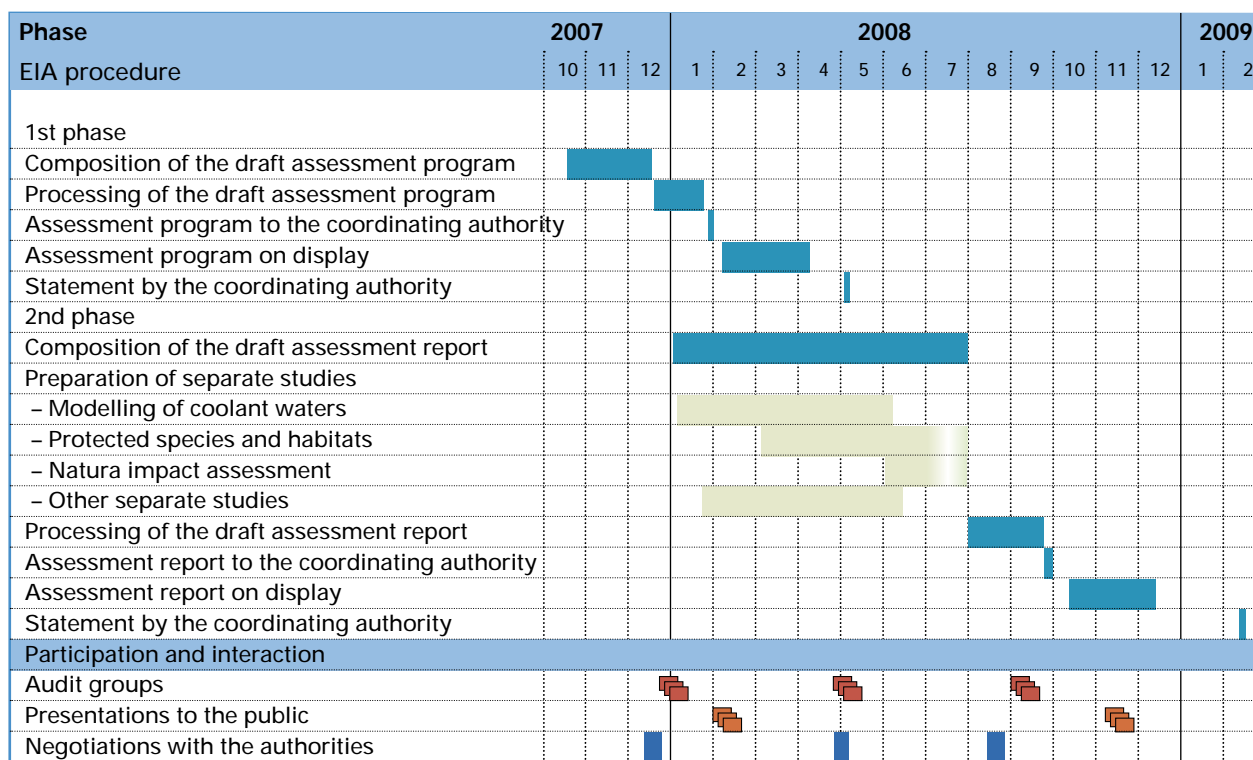 Phase 2007 2008 2009
EIA procedure 10 11 12 1 2 3 4 5 6 7 8 9 10 11 12 1 2
1st phase
Composition of the draft assessment program
Processing of the draft assessment program
Assessment program to the coordinating authority
Assessment program on display
Statement by the coordinating authority
2nd phase
Composition of the draft assessment report
Preparation of separate studies
– Modelling of coolant waters
– Protected species and habitats
– Natura impact assessment
– Other separate studies
Processing of the draft assessment report
Assessment report to the coordinating authority
Assessment report on display
Statement by the coordinating authority
Participation and interaction
Audit groups
Presentations to the public
Negotiations with the authorities